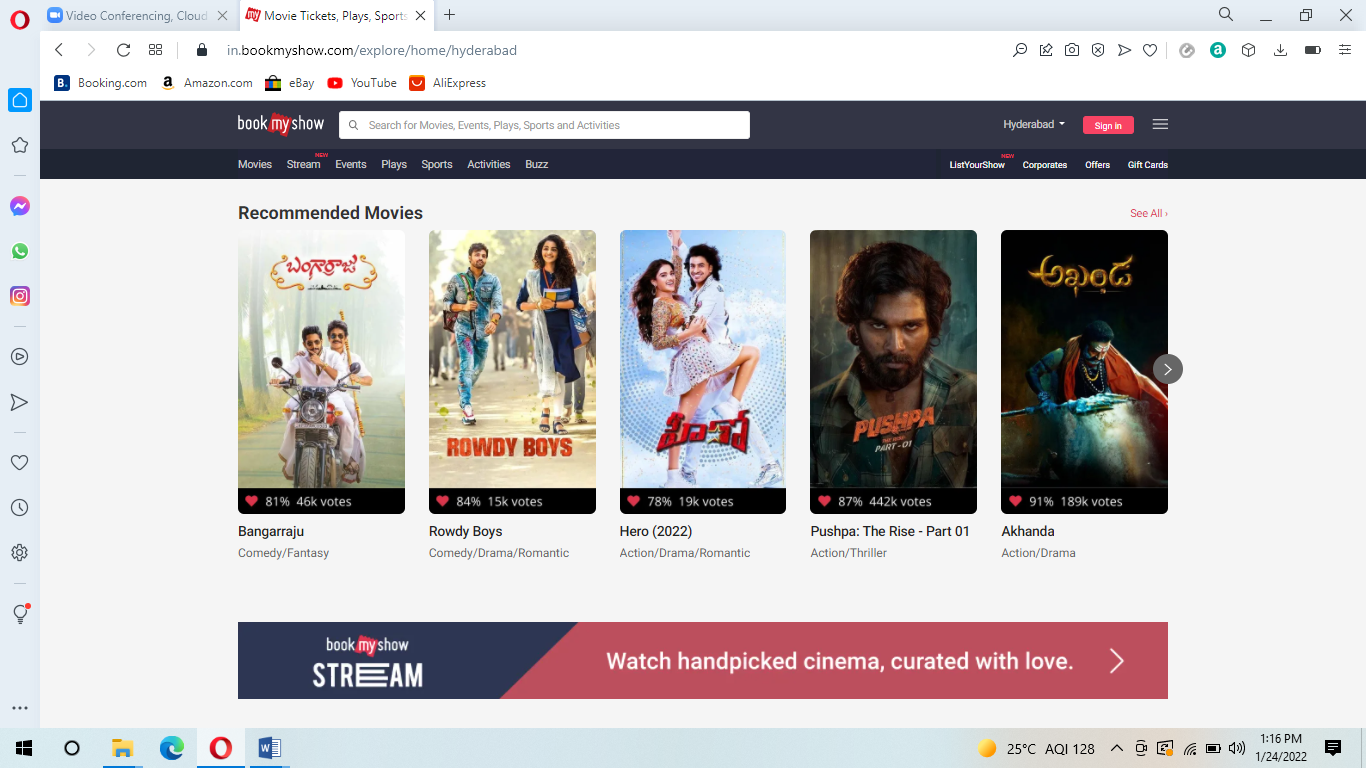 Video Conferencing, Cloud
Movie Tickets, Plays, Sports
in.bookmyshow.com/explore/home/hyderabad
B. Booking.com
a Amazon.com
eBay
YouTube
AliExpress
book my show
Search for Movies, Events, Plays, Sports and Activities
Hyderabad
Sign in
Movies Stream NEW Events Plays Sports Activities Buzz
ListYourShow NEW Corporates Offers Gift Cards
Recommended Movies
See All ›
బంగార్రాజు
81% 46k votes
Bangarraju
Comedy/Fantasy
ROWDY BOYS
84% 15k votes
Rowdy Boys
Comedy/Drama/Romantic
హీరో
78% 19k votes
Hero (2022)
Action/Drama/Romantic
PUSHPA
THE RISE
PART-01
87% 442k votes
Pushpa: The Rise - Part 01
Action/Thriller
అఖండ
91% 189k votes
Akhanda
Action/Drama
book my show
STREAM
Watch handpicked cinema, curated with love.
25°C AQI 128
1:16 PM
1/24/2022